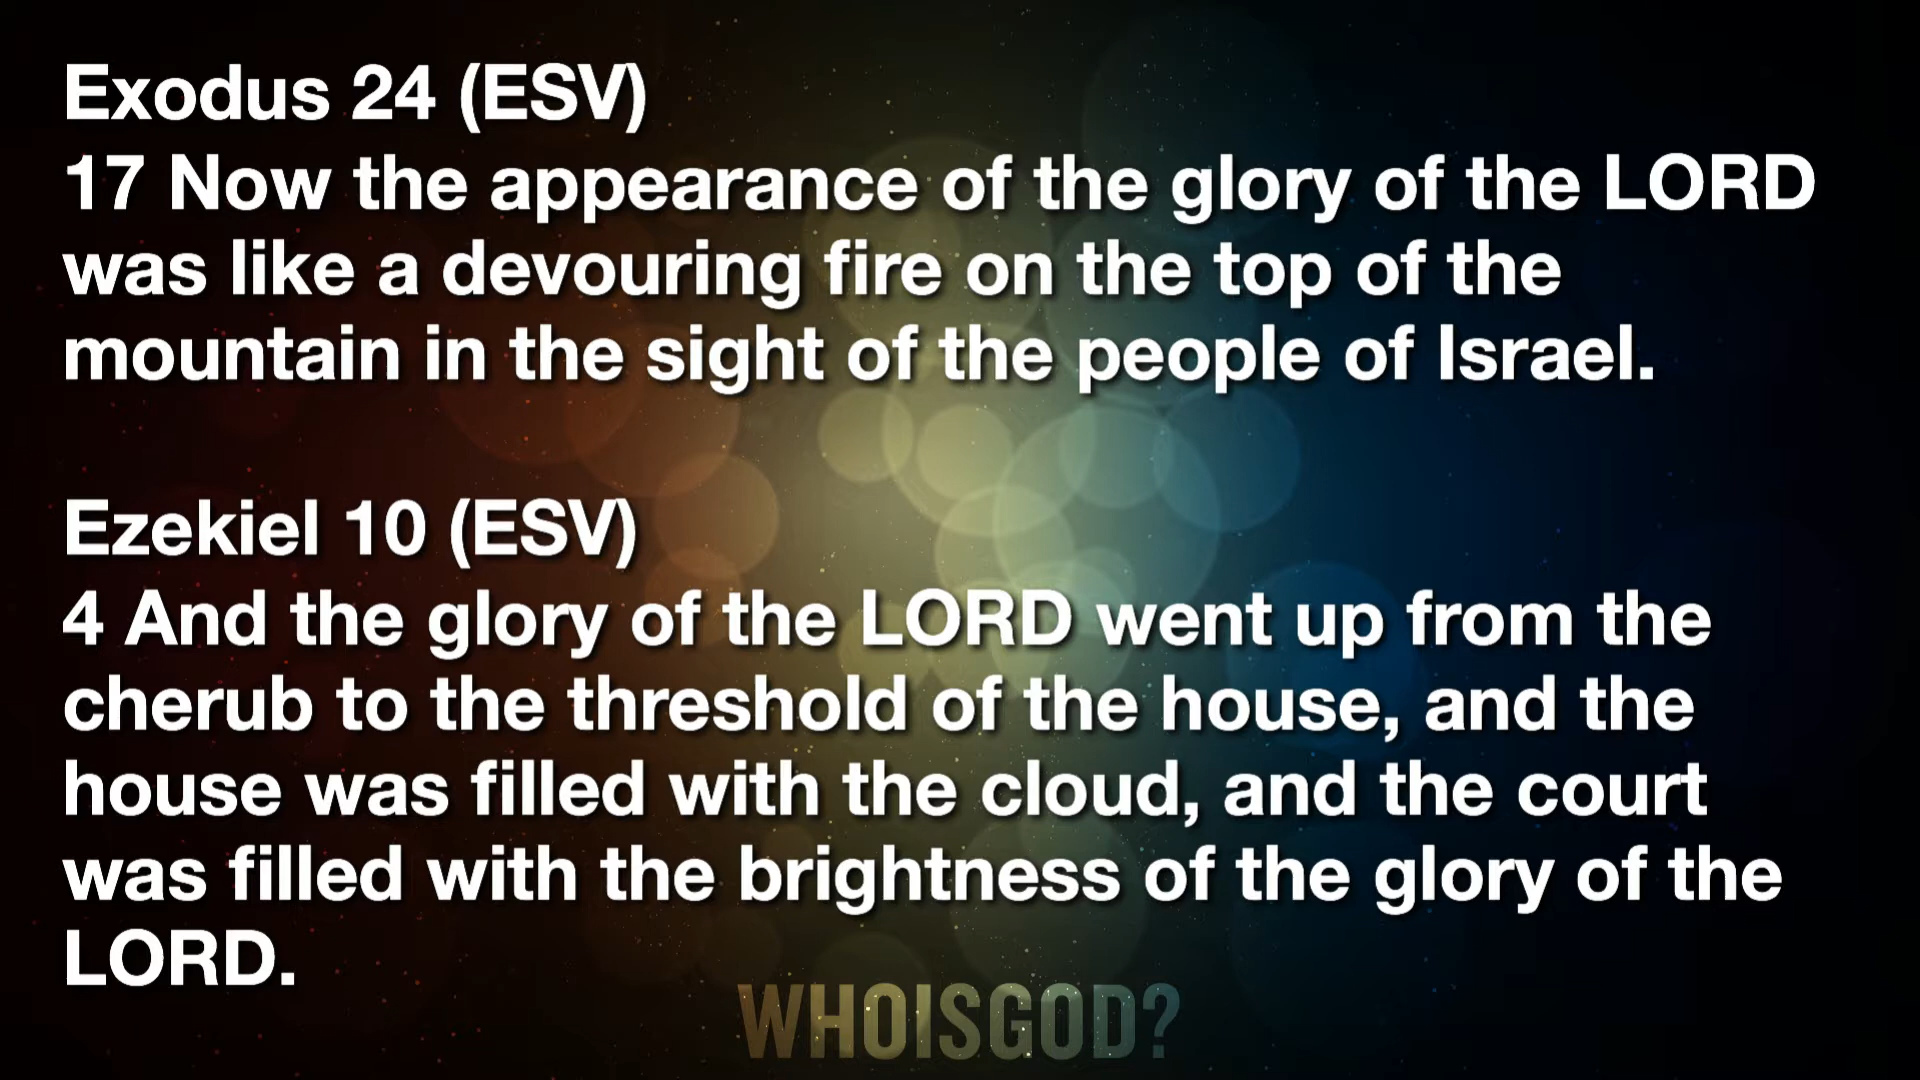 Exodus 24 (ESV)
17 Now the appearance of the glory of the LORD
was like a devouring fire on the top of the
mountain in the sight of the people of Israel.
Ezekiel 10 (ESV)
4 And the glory of the LORD went up from the
cherub to the threshold of the house, and the
house was filled with the cloud, and the court
was filled with the brightness of the glory of the
LORD.
WHOISGOD?